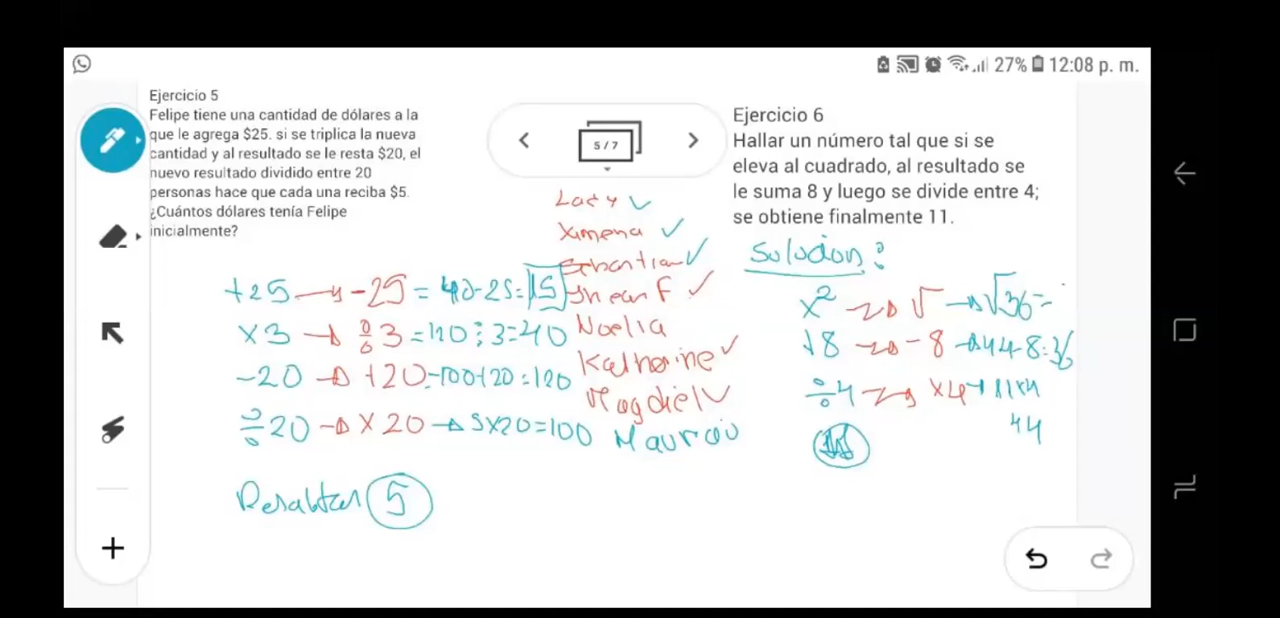 27% 12:08 p. m.
Ejercicio 5
Felipe tiene una cantidad de dólares a la
que le agrega $25. si se triplica la nueva
cantidad y al resultado se le resta $20, el
nuevo resultado dividido entre 20
personas hace que cada una reciba $5.
¿Cuántos dólares tenía Felipe
inicialmente?
5/7
Ejercicio 6
Hallar un número tal que si se
eleva al cuadrado, al resultado se
le suma 8 y luego se divide entre 4;
se obtiene finalmente 11.
Ximena ✓
Sebastian ✓
F ✓
Noelia
Katherine ✓
Magdiel ✓
Mauricio
+25 → -25 = 40-25=15
×3 → ÷3 =120÷3=40
-20 → +20 100+20=120
÷20 → ×20 → 5×20=100
5
Solucion:
x² → √ → √36=
+8 → -8 → 44-8=36
÷4 → ×4 → 11×4
44